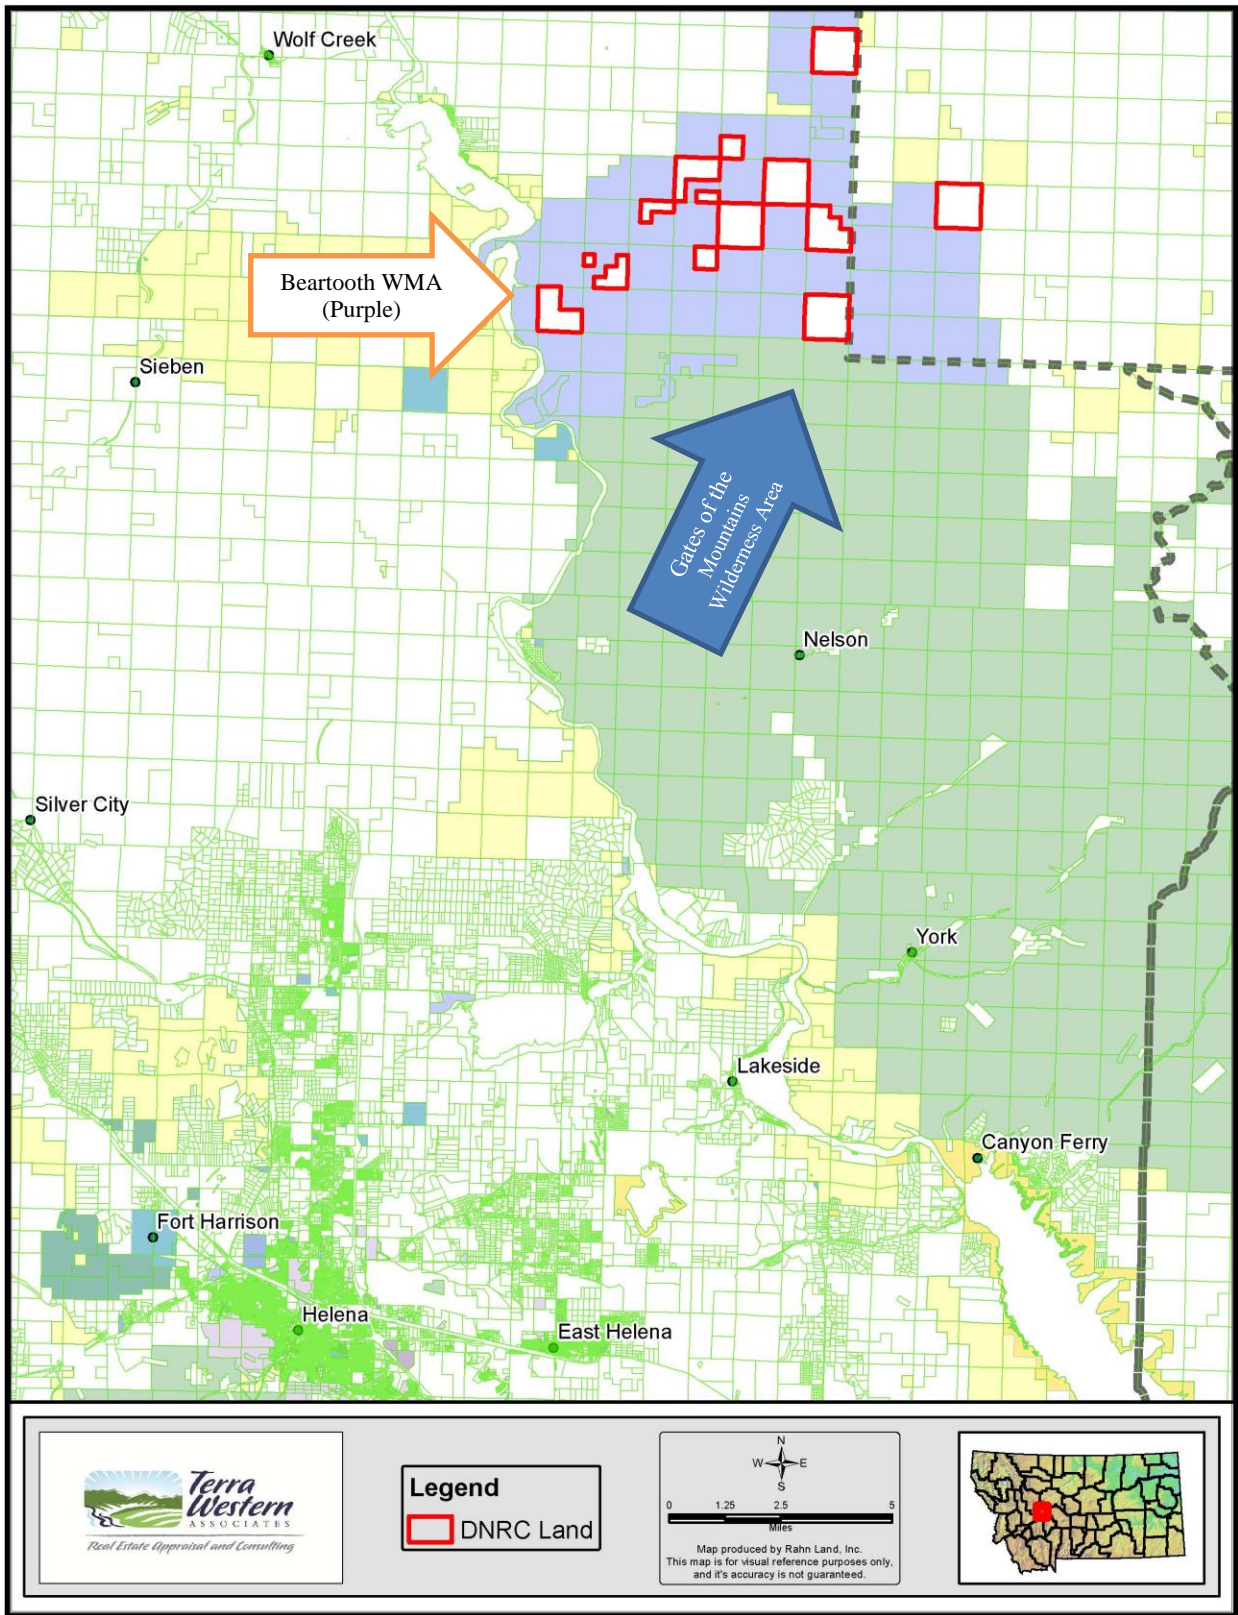 Wolf Creek
Beartooth WMA
(Purple)
Sieben
Gates of the
Mountains
Wilderness Area
Nelson
Silver City
York
Lakeside
Canyon Ferry
Fort Harrison
Helena
East Helena
Terra
Western
ASSOCIATES
Real Estate Appraisal and Consulting
Legend
DNRC Land
N
W E
S
0 1.25 2.5 5
Miles
Map produced by Rahn Land, Inc.
This map is for visual reference purposes only,
and it's accuracy is not guaranteed.